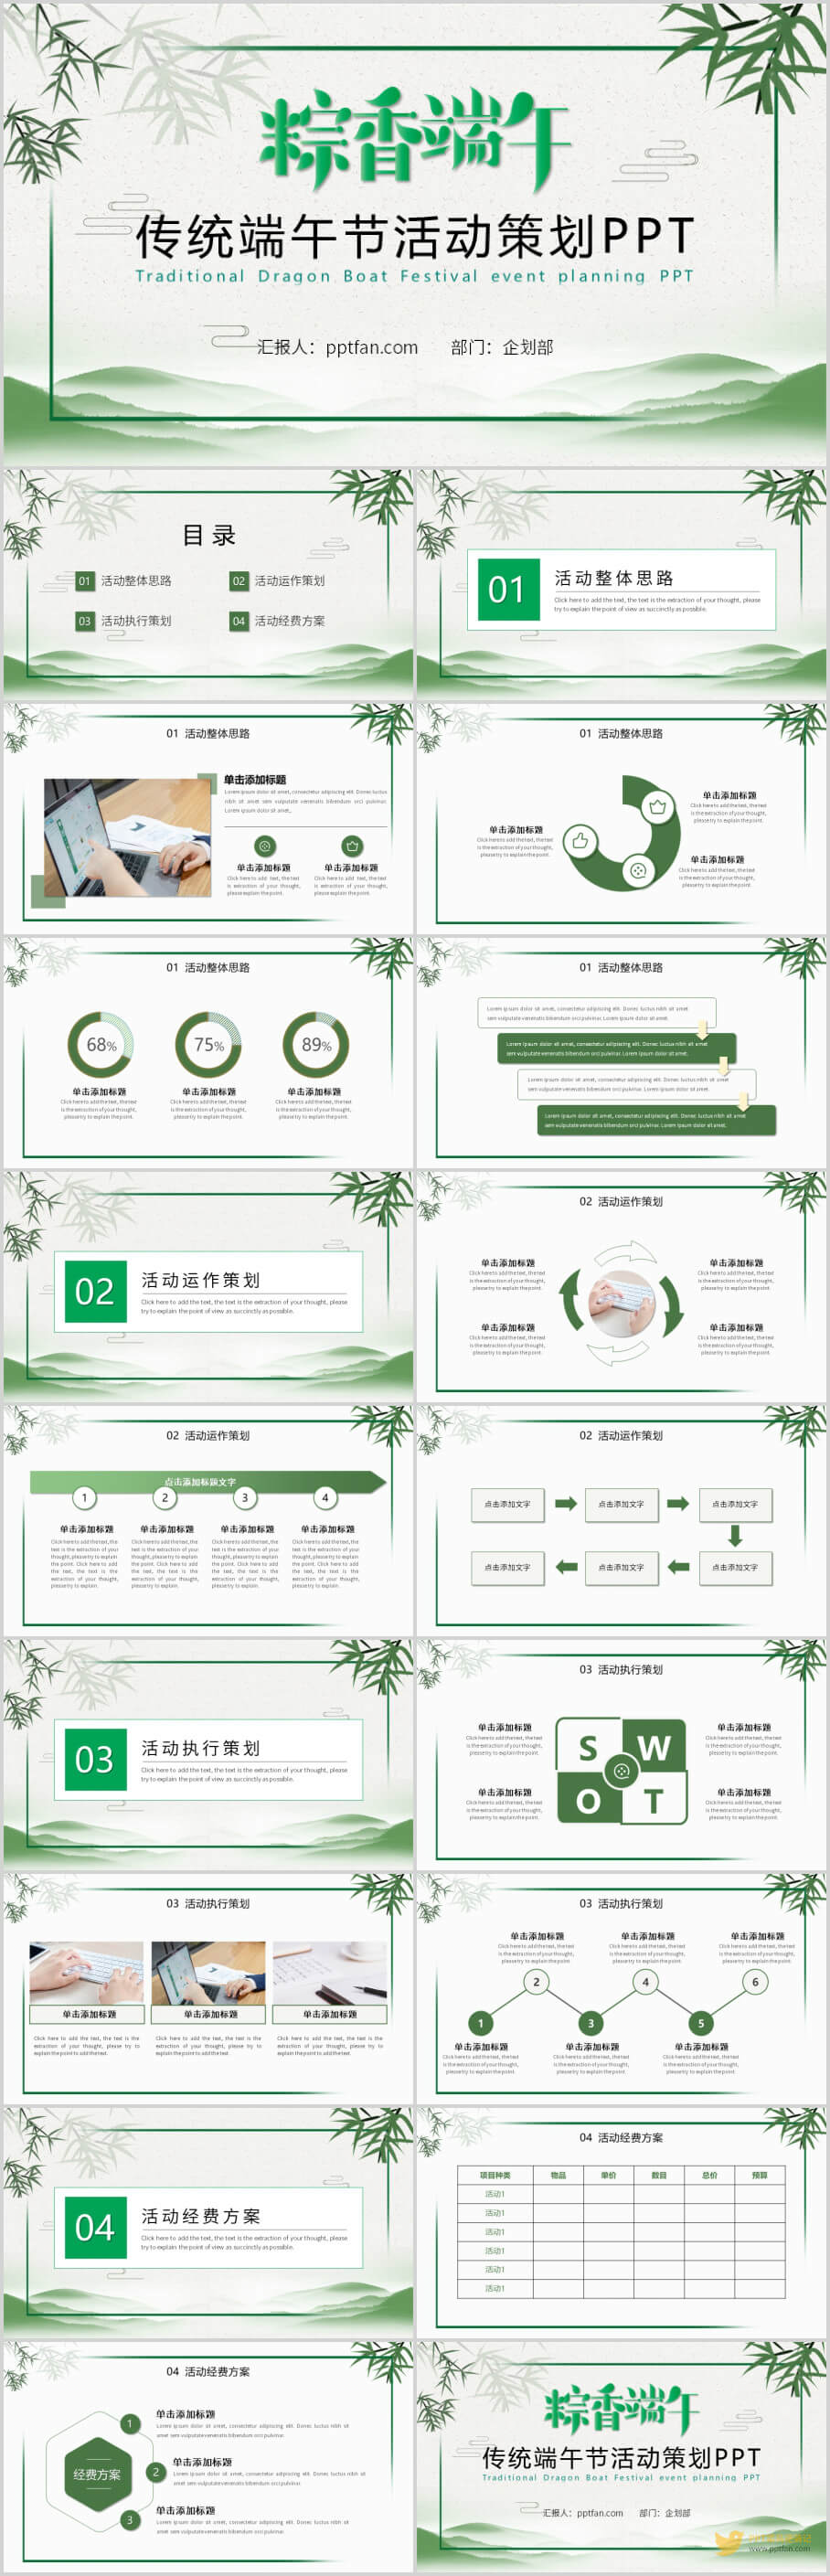 粽香端午
传统端午节活动策划PPT
Traditional Dragon Boat Festival event planning PPT
汇报人：pptfan.com 部门：企划部
目录
01 活动整体思路
02 活动运作策划
03 活动执行策划
04 活动经费方案
01
活动整体思路
Click here to add the text, the text is the extraction of your thought, please
try to explain the point of view as succinctly as possible.
01 活动整体思路
单击添加标题
Lorem ipsum dolor sit amet, consectetur adipiscing elit. Donec luctus
nibh sit amet sem vulputate venenatis bibendum orci pulvinar.
Lorem ipsum dolor sit amet,
单击添加标题
Click here to add text, the text
is extraction of your thought,
please explain the point.
单击添加标题
Click here to add text, the text
is extraction of your thought,
please explain the point.
01 活动整体思路
单击添加标题
Click here to add the text, the text
is the extraction of your thought,
please try to explain the point.
单击添加标题
Click here to add the text, the text
is the extraction of your thought,
please try to explain the point.
单击添加标题
Click here to add the text, the text
is the extraction of your thought,
please try to explain the point.
01 活动整体思路
68%
单击添加标题
Click here to add the text, the text
is the extraction of your thought,
please try to explain the point.
75%
单击添加标题
Click here to add the text, the text
is the extraction of your thought,
please try to explain the point.
89%
单击添加标题
Click here to add the text, the text
is the extraction of your thought,
please try to explain the point.
01 活动整体思路
Lorem ipsum dolor sit amet, consectetur adipiscing elit. Donec luctus nibh sit amet
sem vulputate venenatis bibendum orci pulvinar. Lorem ipsum dolor sit amet.
Lorem ipsum dolor sit amet, consectetur adipiscing elit. Donec luctus nibh sit amet
sem vulputate venenatis bibendum orci pulvinar. Lorem ipsum dolor sit amet.
Lorem ipsum dolor sit amet, consectetur adipiscing elit. Donec luctus nibh sit amet
sem vulputate venenatis bibendum orci pulvinar. Lorem ipsum dolor sit amet.
Lorem ipsum dolor sit amet, consectetur adipiscing elit. Donec luctus nibh sit amet
sem vulputate venenatis bibendum orci pulvinar. Lorem ipsum dolor sit amet.
02
活动运作策划
Click here to add the text, the text is the extraction of your thought, please
try to explain the point of view as succinctly as possible.
02 活动运作策划
单击添加标题
Click here to add the text, the text
is the extraction of your thought,
please try to explain the point.
单击添加标题
Click here to add the text, the text
is the extraction of your thought,
please try to explain the point.
单击添加标题
Click here to add the text, the text
is the extraction of your thought,
please try to explain the point.
单击添加标题
Click here to add the text, the text
is the extraction of your thought,
please try to explain the point.
02 活动运作策划
点击添加标题文字
1
2
3
4
单击添加标题
Click here to add the text, the
text is the extraction of your
thought, please try to explain
the point. Click here to add
the text, the text is the
extraction of your thought,
please try to explain.
单击添加标题
Click here to add the text, the
text is the extraction of your
thought, please try to explain
the point. Click here to add
the text, the text is the
extraction of your thought,
please try to explain.
单击添加标题
Click here to add the text, the
text is the extraction of your
thought, please try to explain
the point. Click here to add
the text, the text is the
extraction of your thought,
please try to explain.
单击添加标题
Click here to add the text, the
text is the extraction of your
thought, please try to explain
the point. Click here to add
the text, the text is the
extraction of your thought,
please try to explain.
02 活动运作策划
点击添加文字
点击添加文字
点击添加文字
点击添加文字
点击添加文字
点击添加文字
03
活动执行策划
Click here to add the text, the text is the extraction of your thought, please
try to explain the point of view as succinctly as possible.
03 活动执行策划
单击添加标题
Click here to add the text, the text
is the extraction of your thought,
please try to explain the point.
单击添加标题
Click here to add the text, the text
is the extraction of your thought,
please try to explain the point.
S W
O T
单击添加标题
Click here to add the text, the text
is the extraction of your thought,
please try to explain the point.
单击添加标题
Click here to add the text, the text
is the extraction of your thought,
please try to explain the point.
03 活动执行策划
单击添加标题
Click here to add the text, the text is the
extraction of your thought, please try to
explain the point to add the text.
单击添加标题
Click here to add the text, the text is the
extraction of your thought, please try to
explain the point to add the text.
单击添加标题
Click here to add the text, the text is the
extraction of your thought, please try to
explain the point to add the text.
03 活动执行策划
单击添加标题
Click here to add the text, the text
is the extraction of your thought,
please try to explain the point.
单击添加标题
Click here to add the text, the text
is the extraction of your thought,
please try to explain the point.
单击添加标题
Click here to add the text, the text
is the extraction of your thought,
please try to explain the point.
2
4
6
1
3
5
单击添加标题
Click here to add the text, the text
is the extraction of your thought,
please try to explain the point.
单击添加标题
Click here to add the text, the text
is the extraction of your thought,
please try to explain the point.
单击添加标题
Click here to add the text, the text
is the extraction of your thought,
please try to explain the point.
04
活动经费方案
Click here to add the text, the text is the extraction of your thought, please
try to explain the point of view as succinctly as possible.
04 活动经费方案
项目种类 物品 单价 数目 总价 预算
活动1
活动1
活动1
活动1
活动1
活动1
04 活动经费方案
经费方案
1
单击添加标题
Lorem ipsum dolor sit amet, consectetur adipiscing elit. Donec luctus nibh sit
amet sem vulputate venenatis bibendum orci pulvinar.
2
单击添加标题
Lorem ipsum dolor sit amet, consectetur adipiscing elit. Donec luctus nibh sit
amet sem vulputate venenatis bibendum orci pulvinar.
3
单击添加标题
Lorem ipsum dolor sit amet, consectetur adipiscing elit. Donec luctus nibh sit
amet sem vulputate venenatis bibendum orci pulvinar.
粽香端午
传统端午节活动策划PPT
Traditional Dragon Boat Festival event planning PPT
汇报人：pptfan.com 部门：企划部
www.pptfan.com